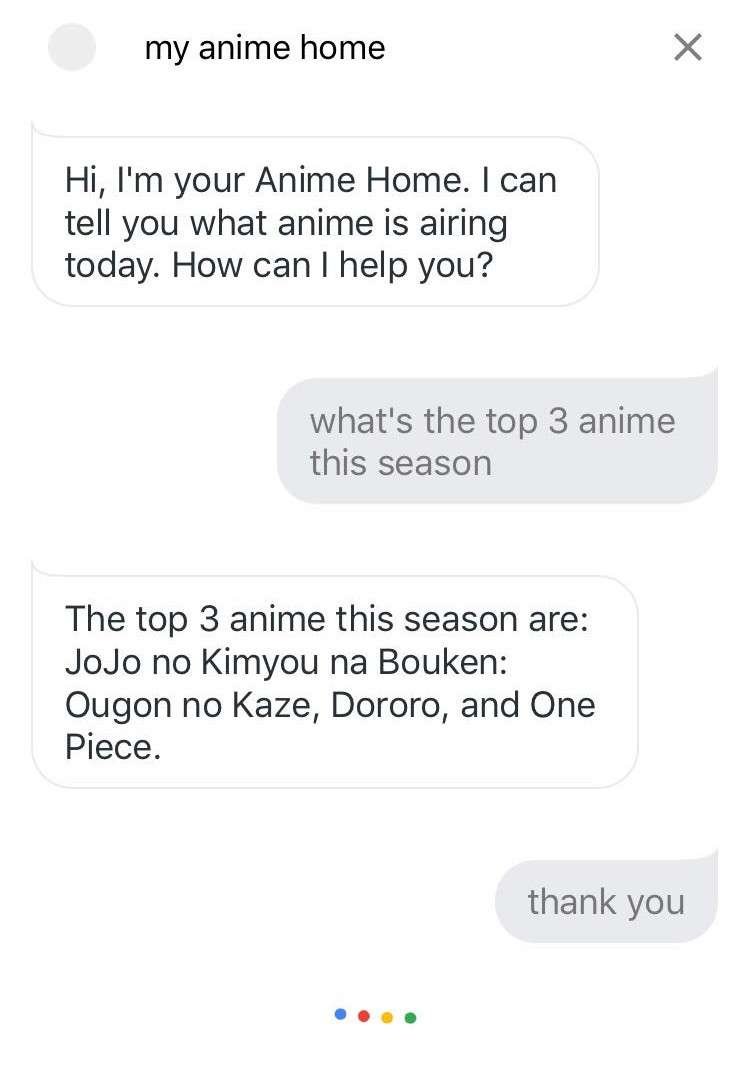 my anime home
Hi, I'm your Anime Home. I can
tell you what anime is airing
today. How can I help you?
what's the top 3 anime
this season
The top 3 anime this season are:
JoJo no Kimyou na Bouken:
Ougon no Kaze, Dororo, and One
Piece.
thank you